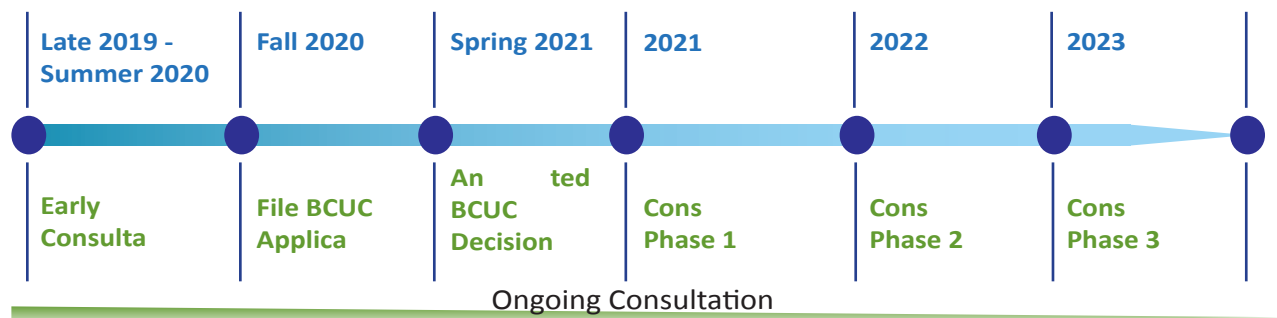 Late 2019 -
Summer 2020
Fall 2020
Spring 2021
2021
2022
2023
Early
Consulta
File BCUC
Applica
An ted
BCUC
Decision
Cons
Phase 1
Cons
Phase 2
Cons
Phase 3
Ongoing Consultation